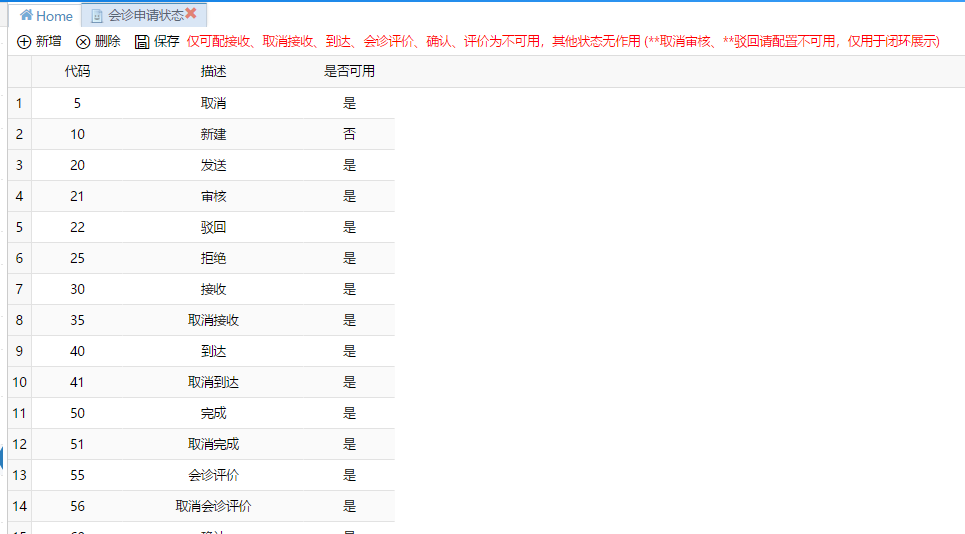 Home 会诊申请状态
新增 删除 保存 仅可配接收、取消接收、到达、会诊评价、确认、评价为不可用，其他状态无作用 (**取消审核、**驳回请配置不可用，仅用于闭环展示)
代码 描述 是否可用
1 5 取消 是
2 10 新建 否
3 20 发送 是
4 21 审核 是
5 22 驳回 是
6 25 拒绝 是
7 30 接收 是
8 35 取消接收 是
9 40 到达 是
10 41 取消到达 是
11 50 完成 是
12 51 取消完成 是
13 55 会诊评价 是
14 56 取消会诊评价 是